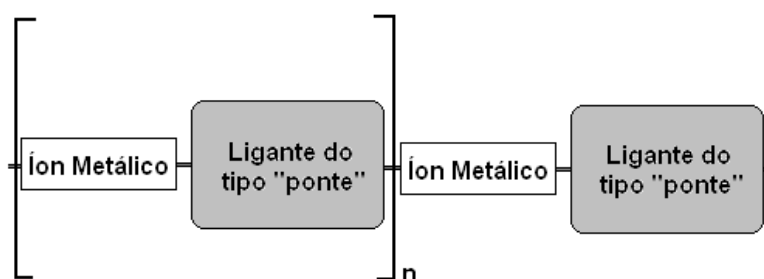 Íon Metálico
Ligante do
tipo "ponte"
Íon Metálico
Ligante do
tipo "ponte"
n